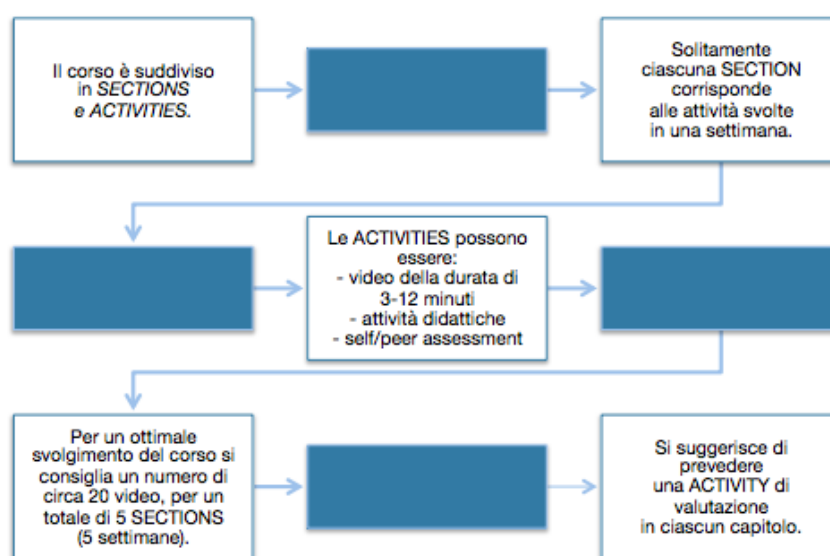 Il corso è suddiviso
in SECTIONS
e ACTIVITIES.
Solitamente
ciascuna SECTION
corrisponde
alle attività svolte
in una settimana.
Le ACTIVITIES possono
essere:
- video della durata di
3-12 minuti
- attività didattiche
- self/peer assessment
Per un ottimale
svolgimento del corso si
consiglia un numero di
circa 20 video, per un
totale di 5 SECTIONS
(5 settimane).
Si suggerisce di
prevedere
una ACTIVITY di
valutazione
in ciascun capitolo.